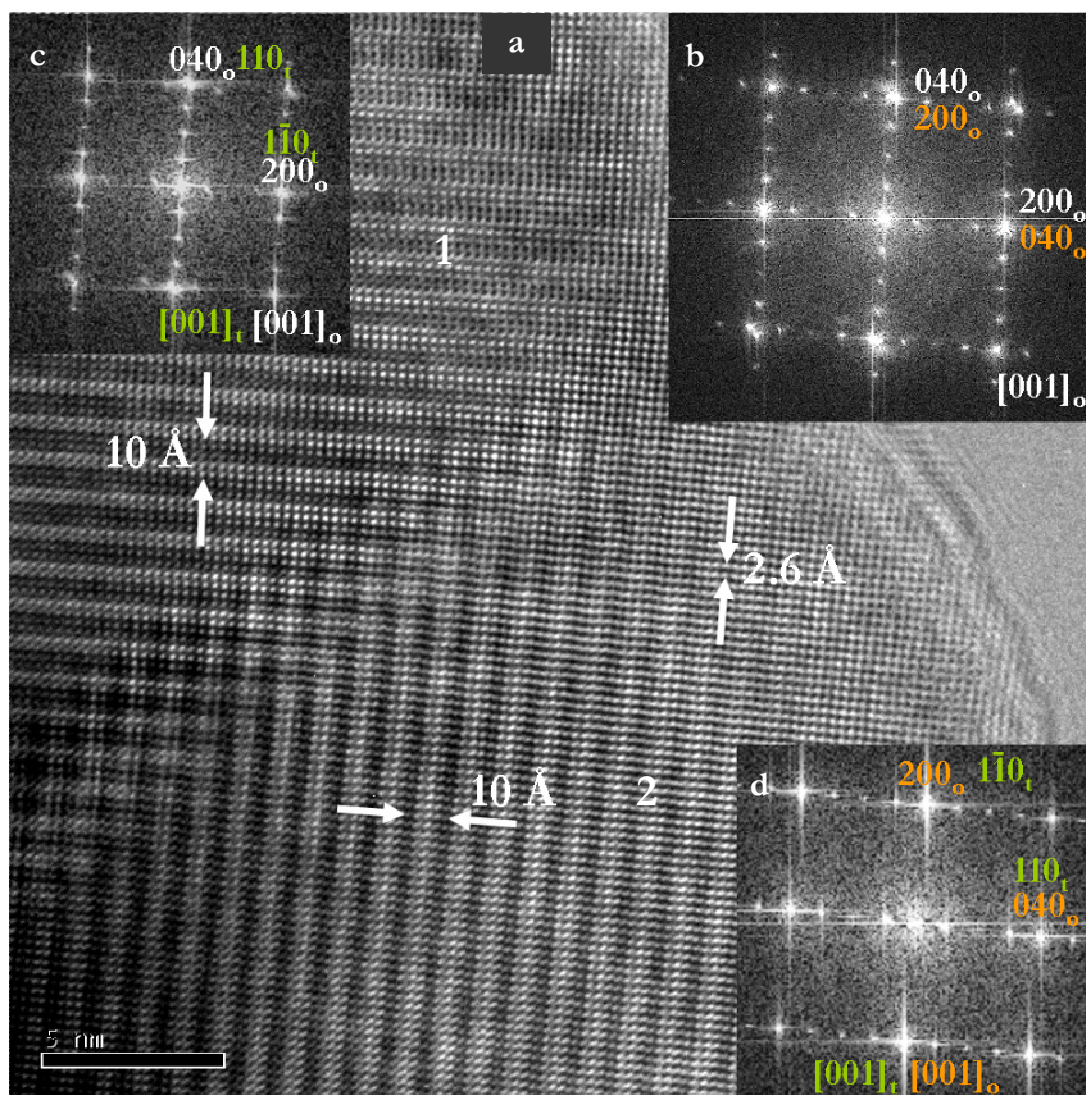 a
c
040ₒ 110ₜ
11̄0ₜ
200ₒ
[001]ₜ [001]ₒ
b
040ₒ
200ₒ
200ₒ
040ₒ
[001]ₒ
1
10 Å
2.6 Å
10 Å
2
5 nm
d
200ₒ 11̄0ₜ
110ₜ
040ₒ
[001]ₜ [001]ₒ